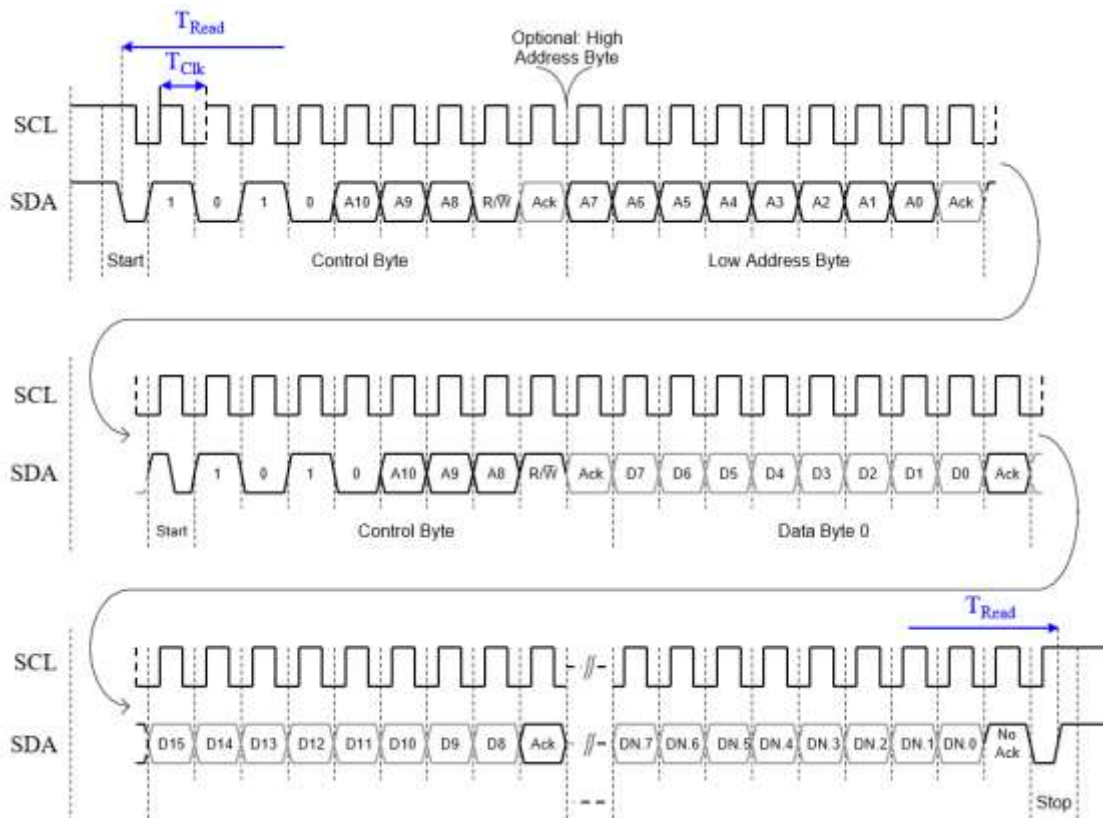 T_Read
T_Clk
Optional: High
Address Byte
SCL
SDA 1 0 1 0 A10 A9 A8 R/W̅ Ack A7 A6 A5 A4 A3 A2 A1 A0 Ack
Start Control Byte Low Address Byte
SCL
SDA 1 0 1 0 A10 A9 A8 R/W̅ Ack D7 D6 D5 D4 D3 D2 D1 D0 Ack
Start Control Byte Data Byte 0
T_Read
SCL
SDA D15 D14 D13 D12 D11 D10 D9 D8 Ack DN.7 DN.6 DN.5 DN.4 DN.3 DN.2 DN.1 DN.0 No Ack
Stop